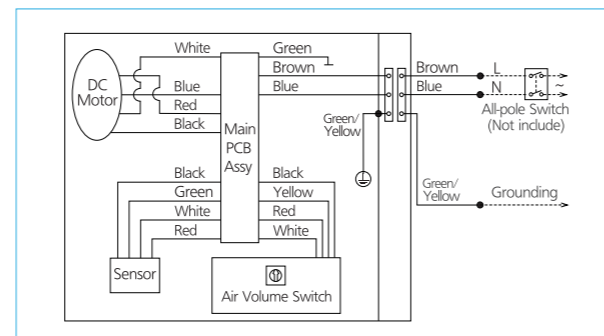 White
Green
Brown
Brown
L
DC
Motor
Blue
Blue
Blue
N
~
Red
All-pole Switch
(Not include)
Black
Main
PCB
Assy
Green/
Yellow
Black
Black
Green
Yellow
Green/
Yellow
Grounding
White
Red
Red
White
Sensor
Air Volume Switch